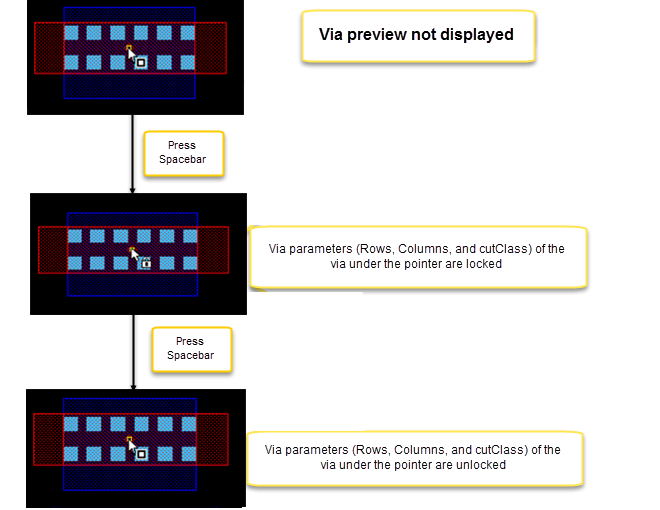 Via preview not displayed
Press
Spacebar
Via parameters (Rows, Columns, and cutClass) of the
via under the pointer are locked
Press
Spacebar
Via parameters (Rows, Columns, and cutClass) of the
via under the pointer are unlocked